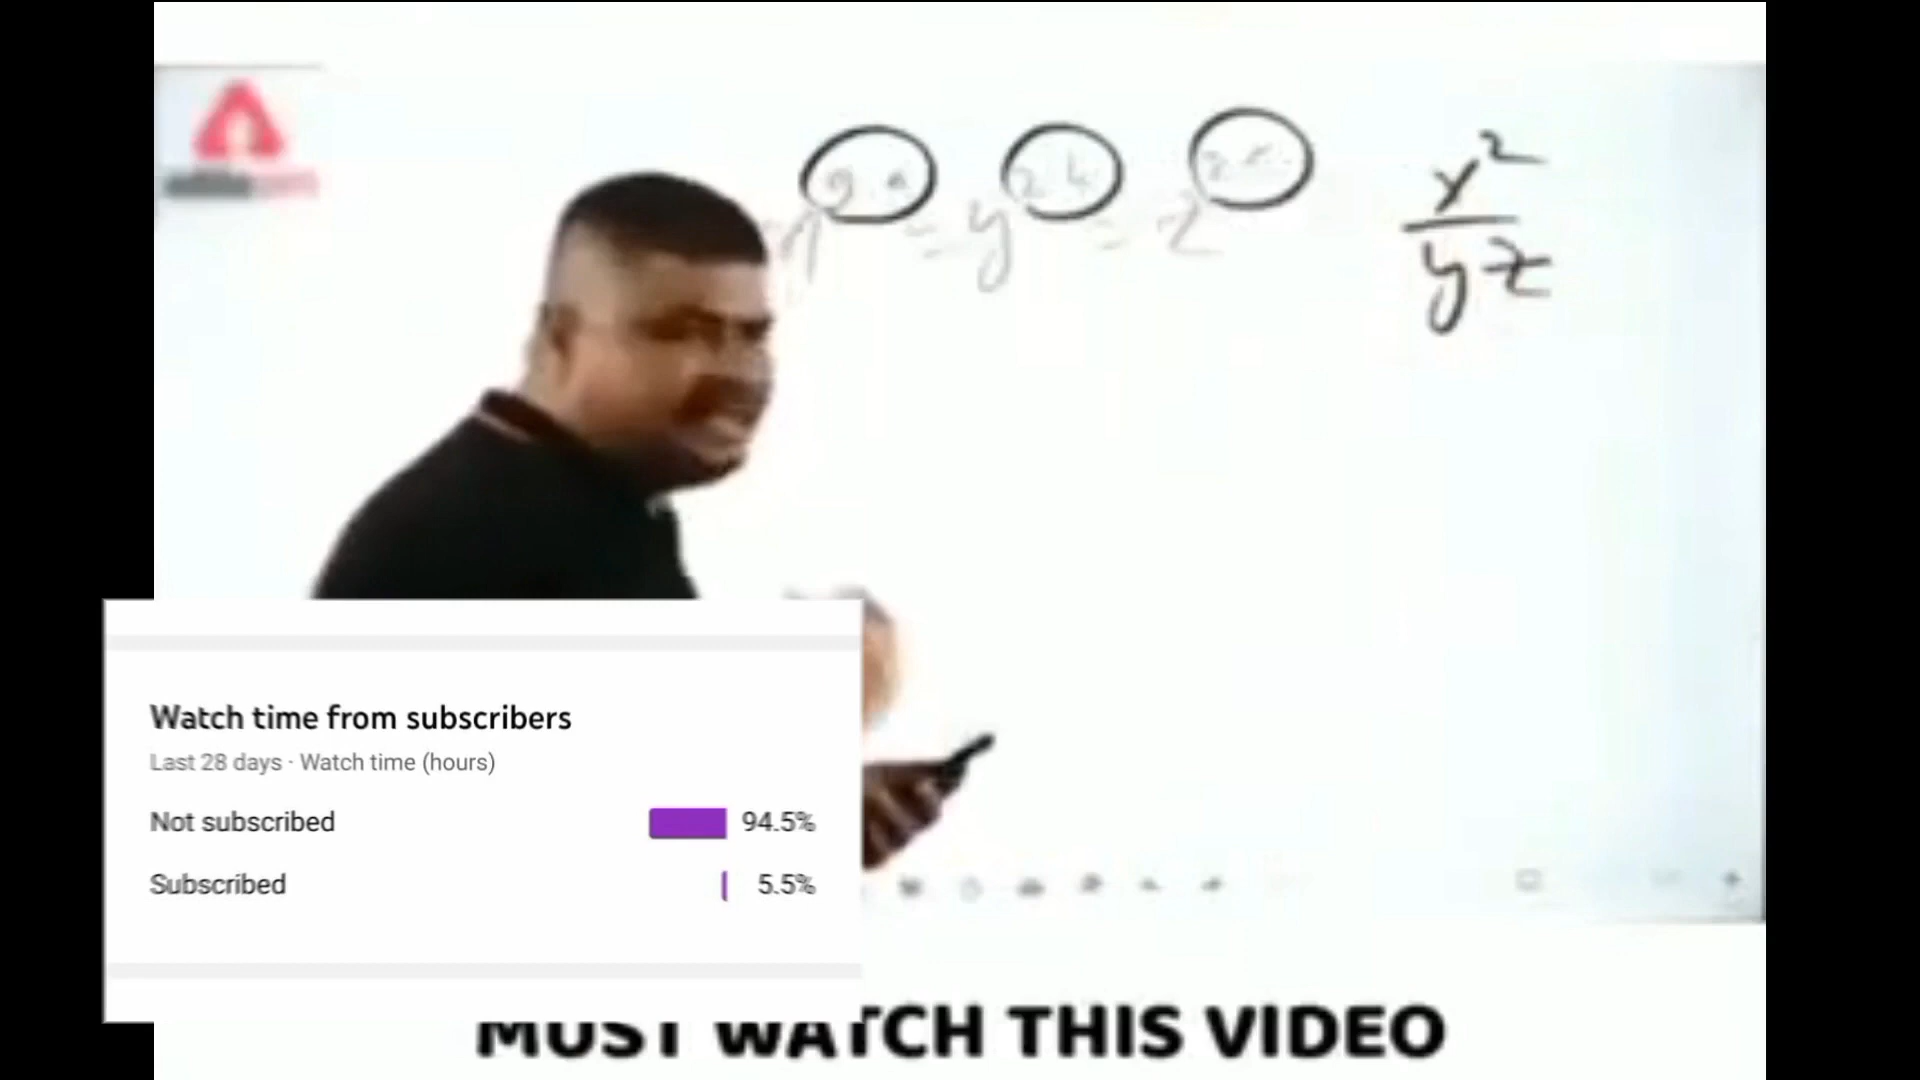 x²
yz
= y = z
Watch time from subscribers
Last 28 days · Watch time (hours)
Not subscribed 94.5%
Subscribed 5.5%
MUST WATCH THIS VIDEO